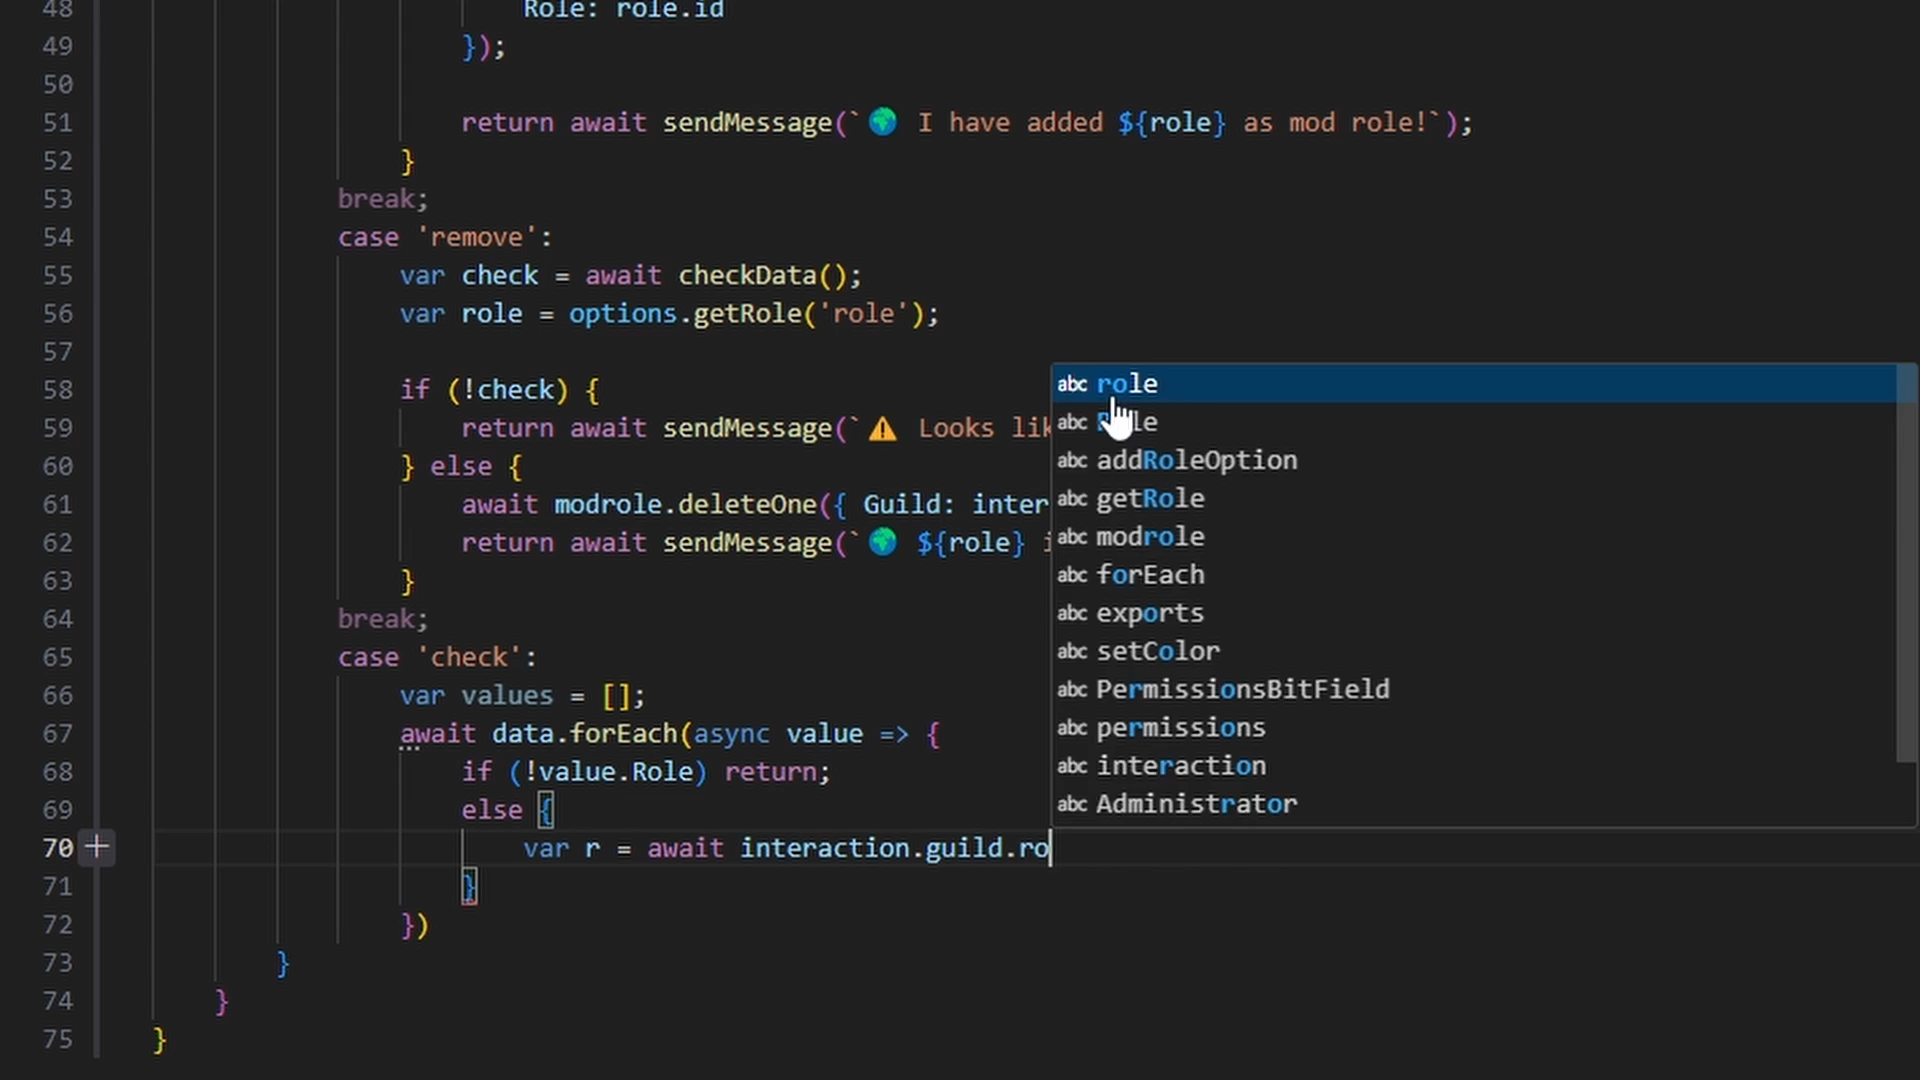 48 Role: role.id
49 });
50
51 return await sendMessage(`🌍 I have added ${role} as mod role!`);
52 }
53 break;
54 case 'remove':
55 var check = await checkData();
56 var role = options.getRole('role');
57
58 if (!check) {
59 return await sendMessage(`⚠️ Looks lik
60 } else {
61 await modrole.deleteOne({ Guild: inter
62 return await sendMessage(`🌍 ${role} i
63 }
64 break;
65 case 'check':
66 var values = [];
67 await data.forEach(async value => {
68 if (!value.Role) return;
69 else {
70 var r = await interaction.guild.ro
71 }
72 })
73 }
74 }
75 }
abc role
abc Role
abc addRoleOption
abc getRole
abc modrole
abc forEach
abc exports
abc setColor
abc PermissionsBitField
abc permissions
abc interaction
abc Administrator